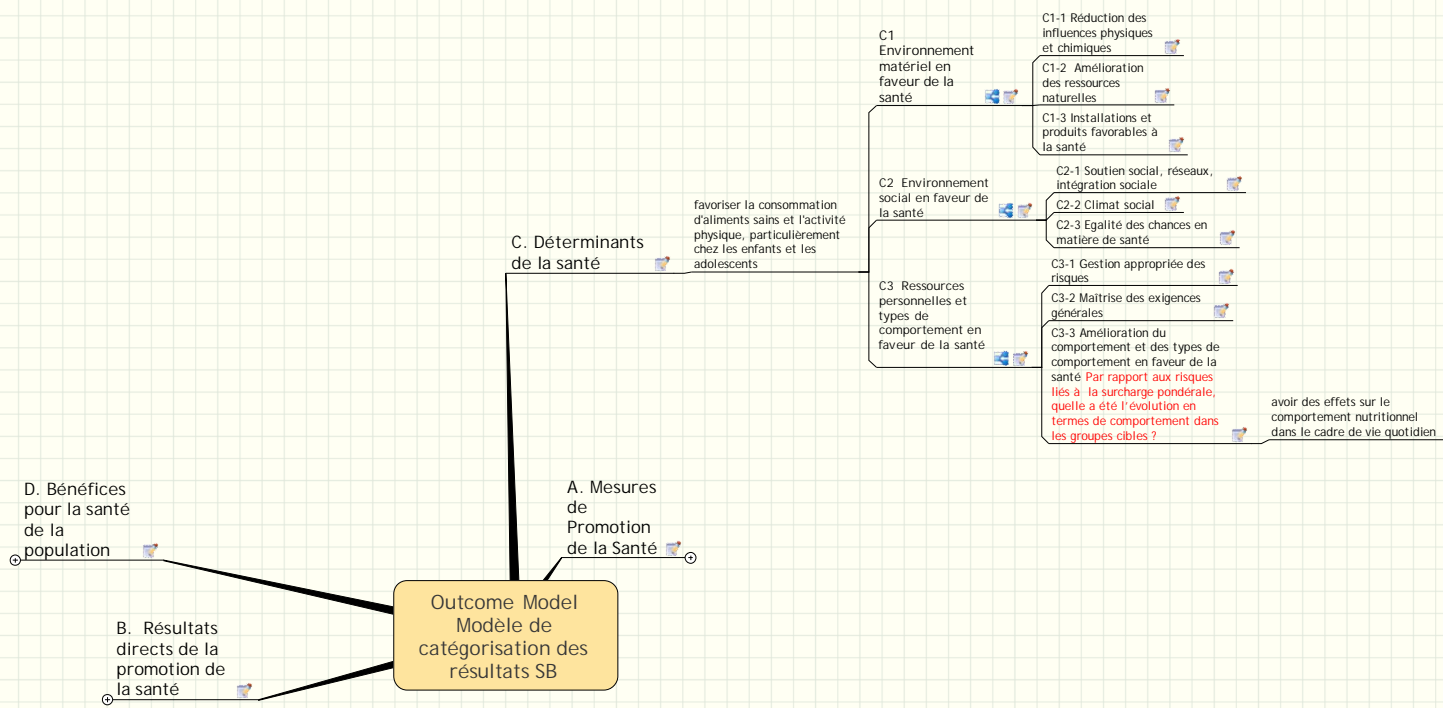 C1-1 Réduction des
influences physiques
et chimiques
C1
Environnement
matériel en
faveur de la
santé
C1-2 Amélioration
des ressources
naturelles
C1-3 Installations et
produits favorables à
la santé
C2 Environnement
social en faveur de
la santé
C2-1 Soutien social, réseaux,
intégration sociale
C2-2 Climat social
C2-3 Egalité des chances en
matière de santé
favoriser la consommation
d'aliments sains et l'activité
physique, particulièrement
chez les enfants et les
adolescents
C. Déterminants
de la santé
C3 Ressources
personnelles et
types de
comportement en
faveur de la santé
C3-1 Gestion appropriée des
risques
C3-2 Maîtrise des exigences
générales
C3-3 Amélioration du
comportement et des types de
comportement en faveur de la
santé Par rapport aux risques
liés à la surcharge pondérale,
quelle a été l'évolution en
termes de comportement dans
les groupes cibles ?
avoir des effets sur le
comportement nutritionnel
dans le cadre de vie quotidien
D. Bénéfices
pour la santé
de la
population
A. Mesures
de
Promotion
de la Santé
Outcome Model
Modèle de
catégorisation des
résultats SB
B. Résultats
directs de la
promotion de
la santé